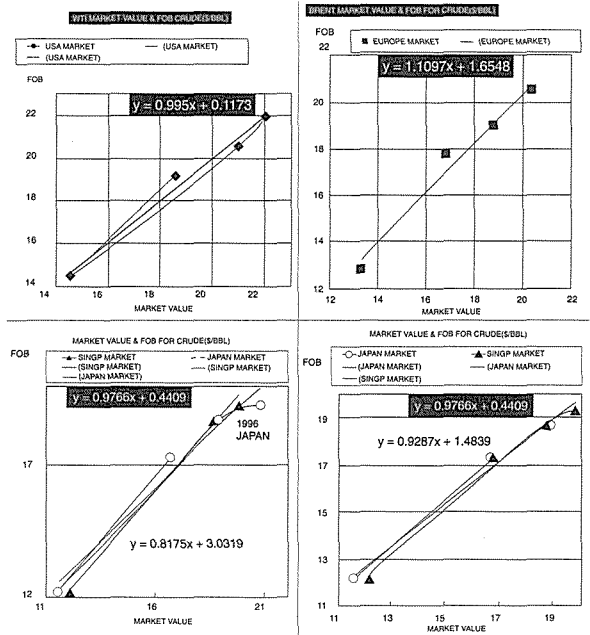 WTI MARKET VALUE & FOB CRUDE($/BBL)
USA MARKET (USA MARKET)
(USA MARKET)
FOB
y = 0.995x + 0.1173
22
20
18
16
14
14 16 18 20 22
MARKET VALUE
BRENT MARKET VALUE & FOB FOR CRUDE($/BBL)
FOB
22
EUROPE MARKET (EUROPE MARKET)
y = 1.1097x + 1.6548
20
18
16
14
12
12 14 16 18 20 22
MARKET VALUE
MARKET VALUE & FOB FOR CRUDE($/BBL)
FOB
SINGP MARKET JAPAN MARKET
(SINGP MARKET) (SINGP MARKET)
(JAPAN MARKET)
y = 0.9766x + 0.4409
1996
JAPAN
17
y = 0.8175x + 3.0319
12
11 16 21
MARKET VALUE
MARKET VALUE & FOB FOR CRUDE($/BBL)
FOB
JAPAN MARKET SINGP MARKET
(JAPAN MARKET) (JAPAN MARKET)
(SINGP MARKET)
y = 0.9766x + 0.4409
19
y = 0.9287x + 1.4839
17
15
13
11
11 13 15 17 19
MARKET VALUE